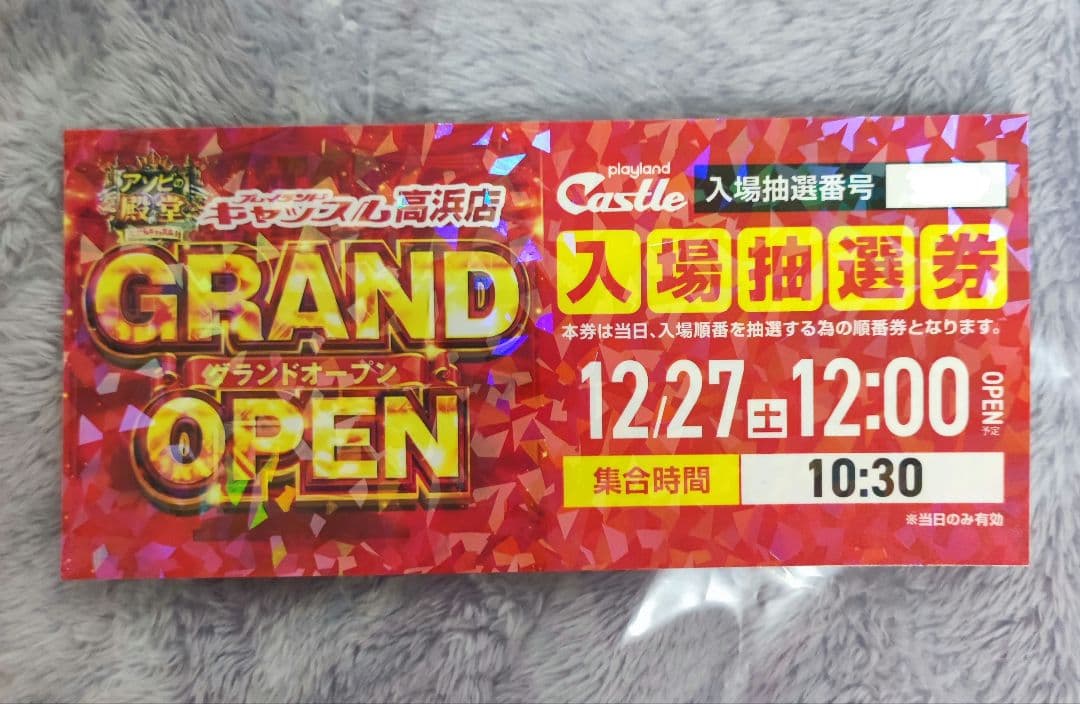 アソビの
殿堂
プレイランド
キャッスル高浜店
GRAND
グランドオープン
OPEN
playland
Castle
入場抽選番号
入場抽選券
本券は当日、入場順番を抽選する為の順番券となります。
12/27土12:00
OPEN
予定
集合時間
10:30
※当日のみ有効